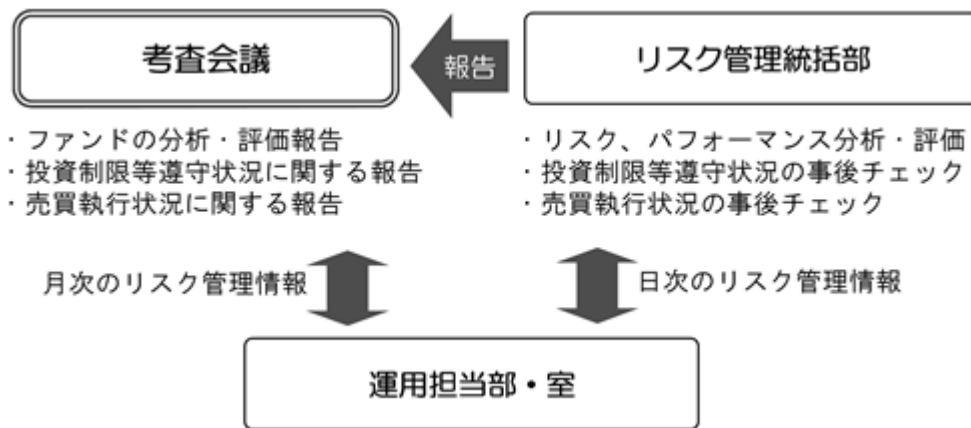 考査会議
報告
リスク管理統括部
・ファンドの分析・評価報告
・投資制限等遵守状況に関する報告
・売買執行状況に関する報告
・リスク、パフォーマンス分析・評価
・投資制限等遵守状況の事後チェック
・売買執行状況の事後チェック
月次のリスク管理情報
日次のリスク管理情報
運用担当部・室